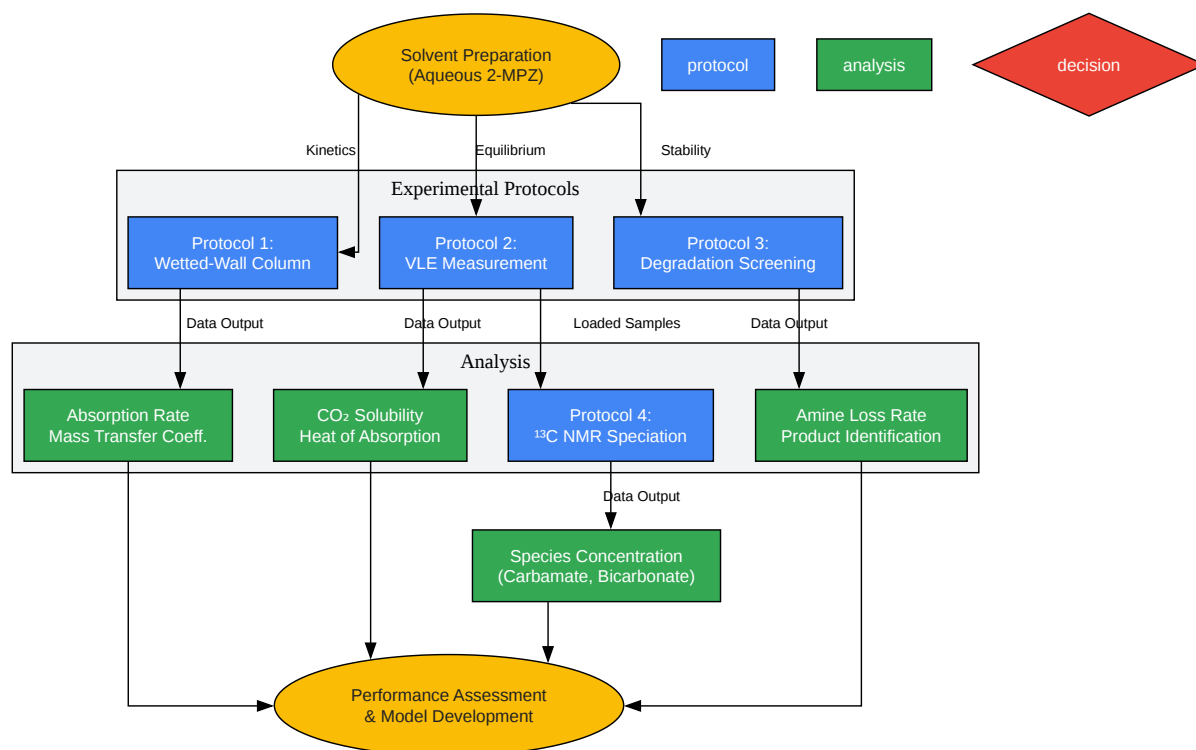 Solvent Preparation
(Aqueous 2-MPZ)
protocol
analysis
decision
Kinetics
Equilibrium
Stability
Experimental Protocols
Protocol 1:
Wetted-Wall Column
Protocol 2:
VLE Measurement
Protocol 3:
Degradation Screening
Data Output
Data Output
Loaded Samples
Data Output
Analysis
Absorption Rate
Mass Transfer Coeff.
CO₂ Solubility
Heat of Absorption
Protocol 4:
¹³C NMR Speciation
Amine Loss Rate
Product Identification
Data Output
Species Concentration
(Carbamate, Bicarbonate)
Performance Assessment
& Model Development